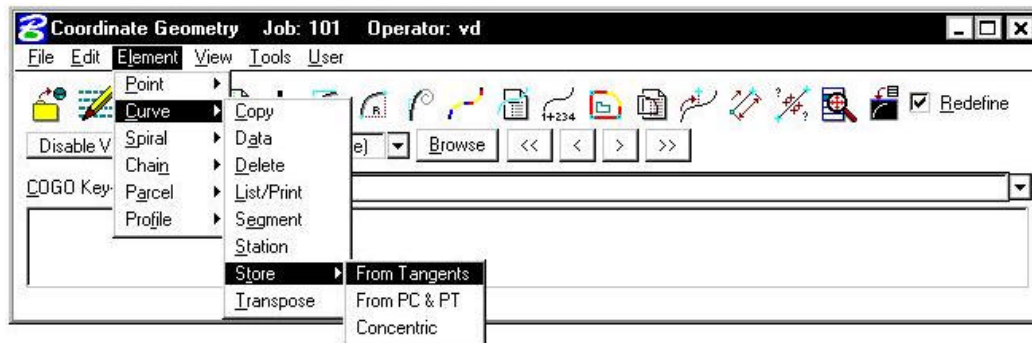 Coordinate Geometry Job: 101 Operator: vd
File Edit Element View Tools User
Point
Curve
Spiral
Chain
Parcel
Profile
Copy
Data
Delete
List/Print
Segment
Station
Store
Transpose
From Tangents
From PC & PT
Concentric
R
1+234
Redefine
Disable V
e)
Browse
<<
<
>
>>
COGO Key-